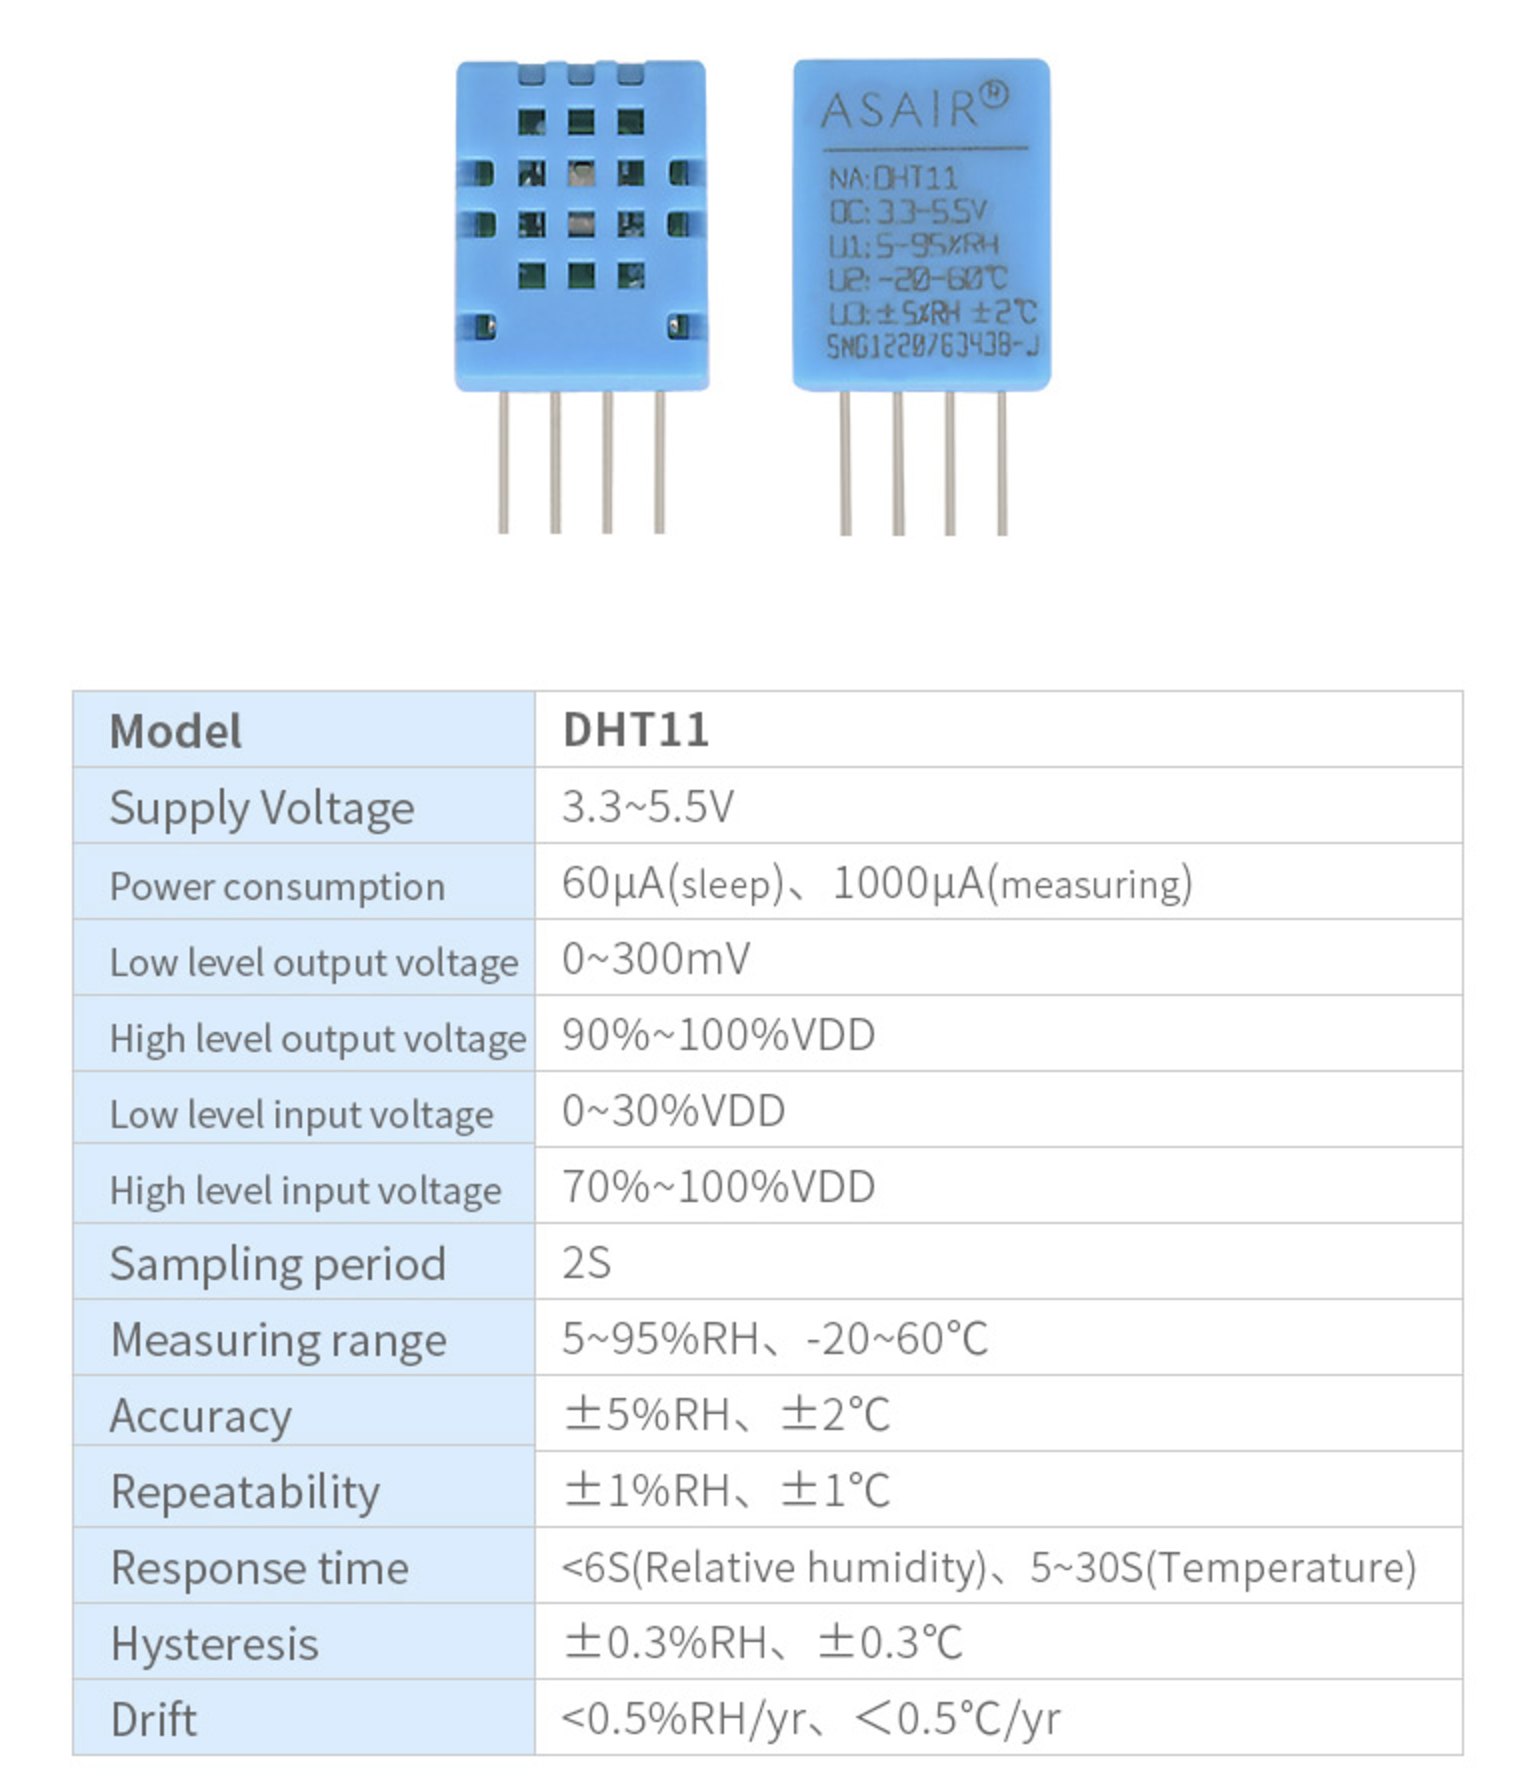 ASAIR®
NA:DHT11
DC:3.3-5.5V
U1:5-95%RH
U2:-20-60℃
U3:±5%RH ±2℃
Model DHT11
Supply Voltage 3.3~5.5V
Power consumption 60μA(sleep)、1000μA(measuring)
Low level output voltage 0~300mV
High level output voltage 90%~100%VDD
Low level input voltage 0~30%VDD
High level input voltage 70%~100%VDD
Sampling period 2S
Measuring range 5~95%RH、-20~60℃
Accuracy ±5%RH、±2℃
Repeatability ±1%RH、±1℃
Response time <6S(Relative humidity)、5~30S(Temperature)
Hysteresis ±0.3%RH、±0.3℃
Drift <0.5%RH/yr、＜0.5℃/yr